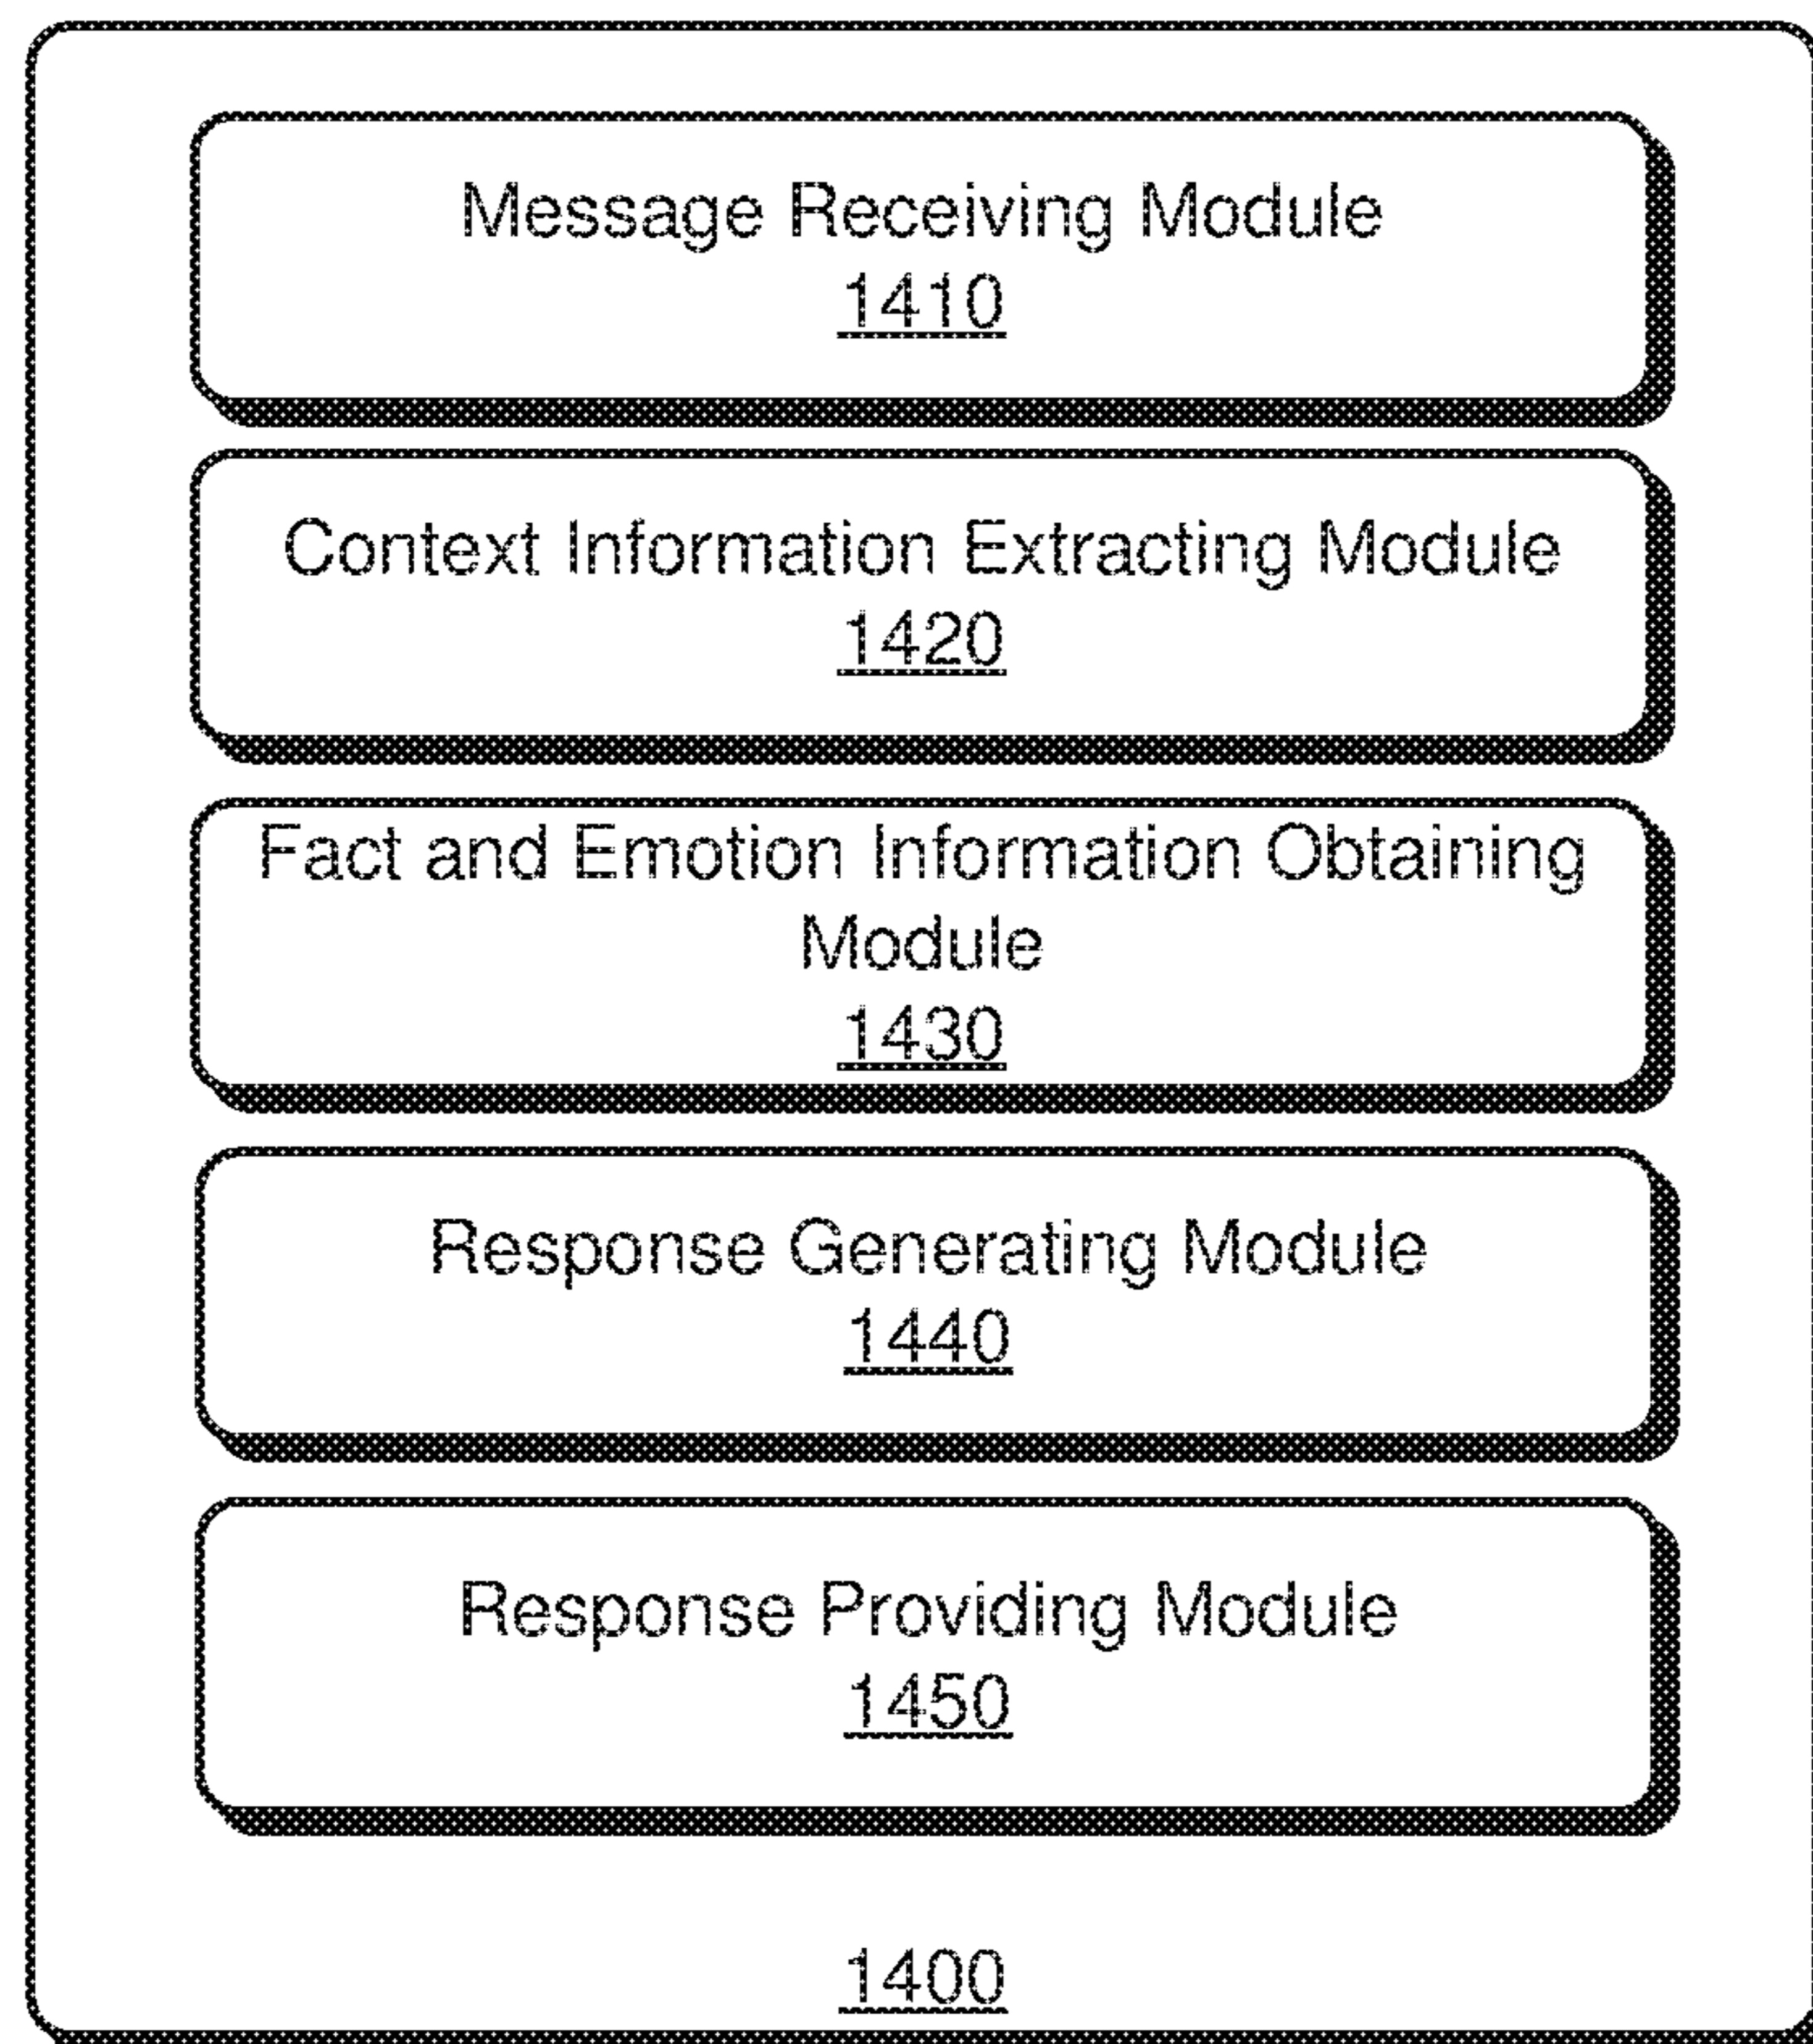 Message Receiving Module
1410
Context Information Extracting Module
1420
Fact and Emotion Information Obtaining
Module
1430
Response Generating Module
1440
Response Providing Module
1450
1400